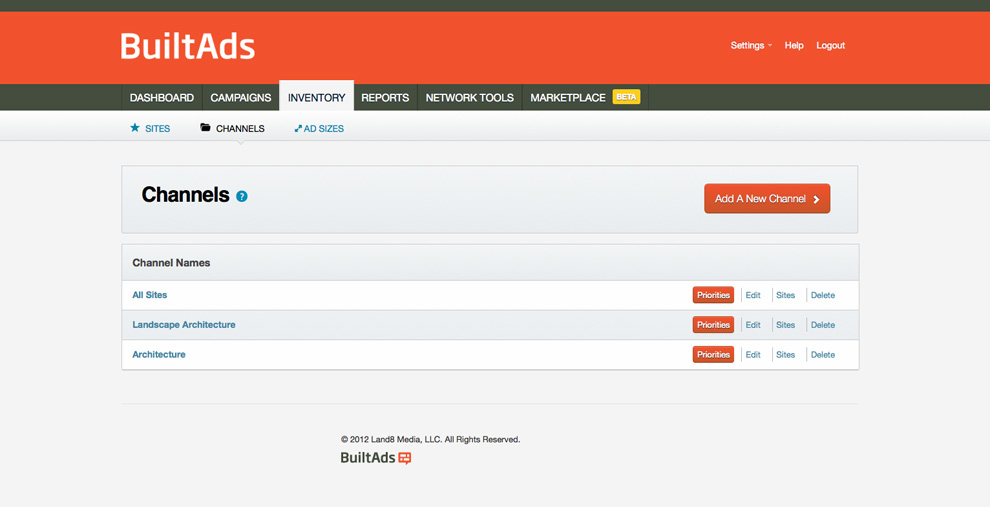 BuiltAds
Settings Help Logout
DASHBOARD CAMPAIGNS INVENTORY REPORTS NETWORK TOOLS MARKETPLACE BETA
SITES CHANNELS AD SIZES
Channels ?
Add A New Channel
Channel Names
All Sites Priorities Edit Sites Delete
Landscape Architecture Priorities Edit Sites Delete
Architecture Priorities Edit Sites Delete
© 2012 Land8 Media, LLC. All Rights Reserved.
BuiltAds